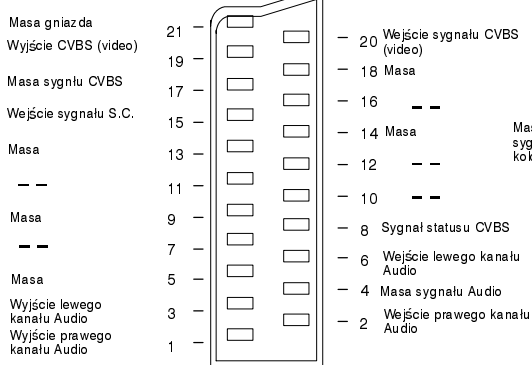 Masa gniazda
21
20 Wejście sygnału CVBS
(video)
Wyjście CVBS (video)
19
18 Masa
Masa sygnłu CVBS
17
16
Wejście sygnału S.C.
15
14 Masa
Masa
13
12
11
10
Masa
9
8 Sygnał statusu CVBS
7
6 Wejście lewego kanału
Audio
Masa
5
4 Masa sygnału Audio
Wyjście lewego
kanału Audio
3
2 Wejście prawego kanału
Audio
Wyjście prawego
kanału Audio
1